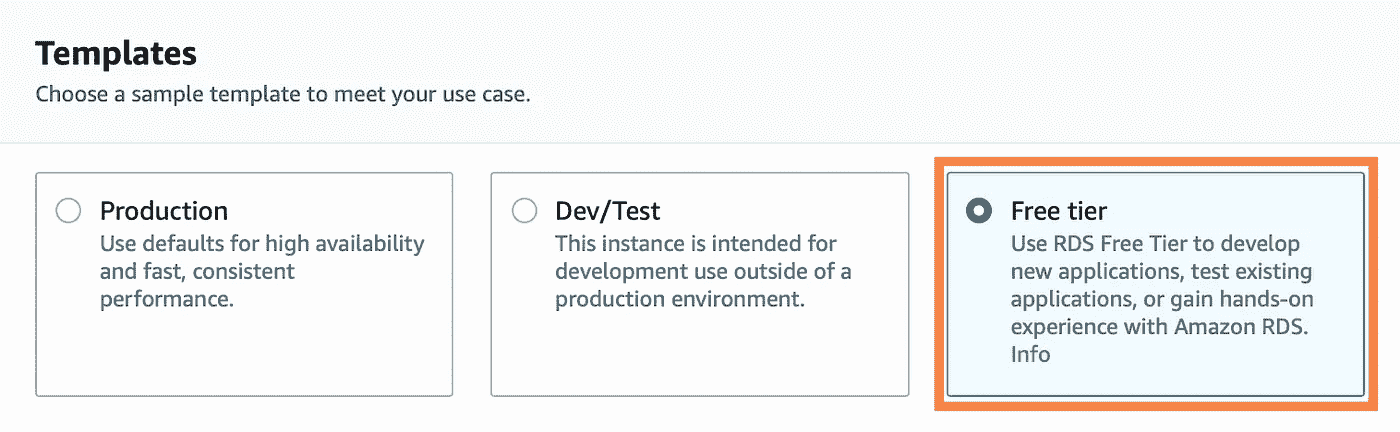 Templates
Choose a sample template to meet your use case.
Production
Use defaults for high availability
and fast, consistent
performance.
Dev/Test
This instance is intended for
development use outside of a
production environment.
Free tier
Use RDS Free Tier to develop
new applications, test existing
applications, or gain hands-on
experience with Amazon RDS.
Info